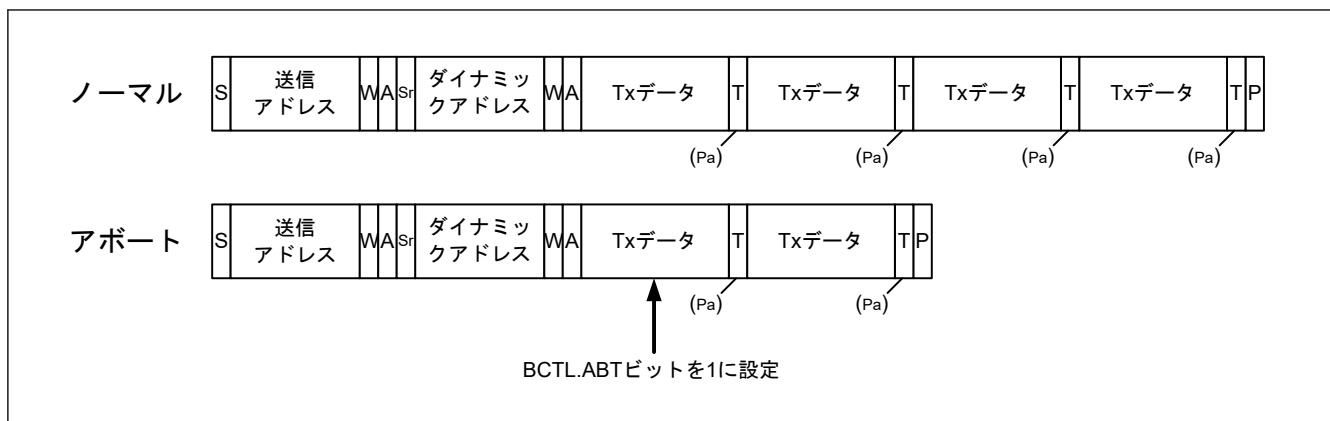 ノーマル
S 送信アドレス W A Sr ダイナミックアドレス W A Txデータ T Txデータ T Txデータ T Txデータ T P
(Pa) (Pa) (Pa) (Pa)
アボート
S 送信アドレス W A Sr ダイナミックアドレス W A Txデータ T Txデータ T P
(Pa) (Pa)
BCTL.ABTビットを1に設定